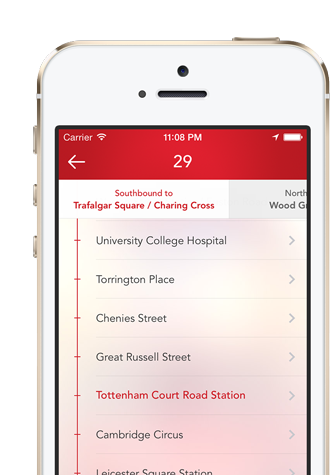 Carrier 11:08 PM
29
Southbound to
Trafalgar Square / Charing Cross
North
Wood Gr
University College Hospital
Torrington Place
Chenies Street
Great Russell Street
Tottenham Court Road Station
Cambridge Circus
Leicester Square Station